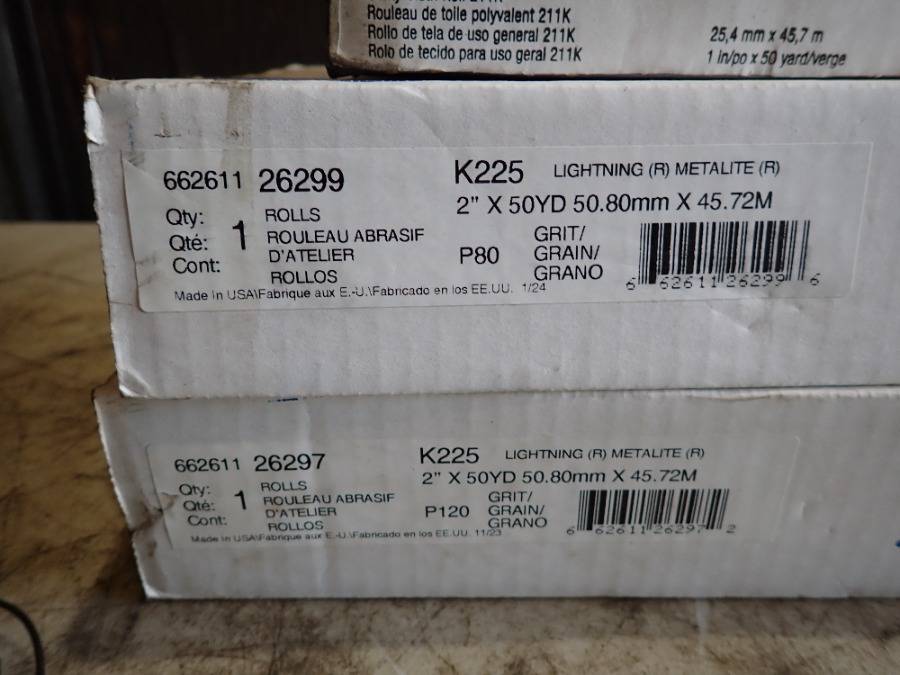 Rouleau de toile polyvalent 211K
Rollo de tela de uso general 211K 25,4 mm x 45,7 m
Rolo de tecido para uso geral 211K 1 in/po x 50 yard/verge
662611 26299 K225 LIGHTNING (R) METALITE (R)
2" X 50YD 50.80mm X 45.72M
Qty: 1 ROLLS
Qté: ROULEAU ABRASIF
D'ATELIER
Cont: ROLLOS
P80 GRIT/
GRAIN/
GRANO
6 62611 26299 6
Made in USA\Fabrique aux E.-U.\Fabricado en los EE.UU. 1/24
662611 26297 K225 LIGHTNING (R) METALITE (R)
2" X 50YD 50.80mm X 45.72M
Qty: 1 ROLLS
Qté: ROULEAU ABRASIF
D'ATELIER
Cont: ROLLOS
P120 GRIT/
GRAIN/
GRANO
6 62611 26297 2
Made in USA\Fabrique aux E.-U.\Fabricado en los EE.UU. 11/23